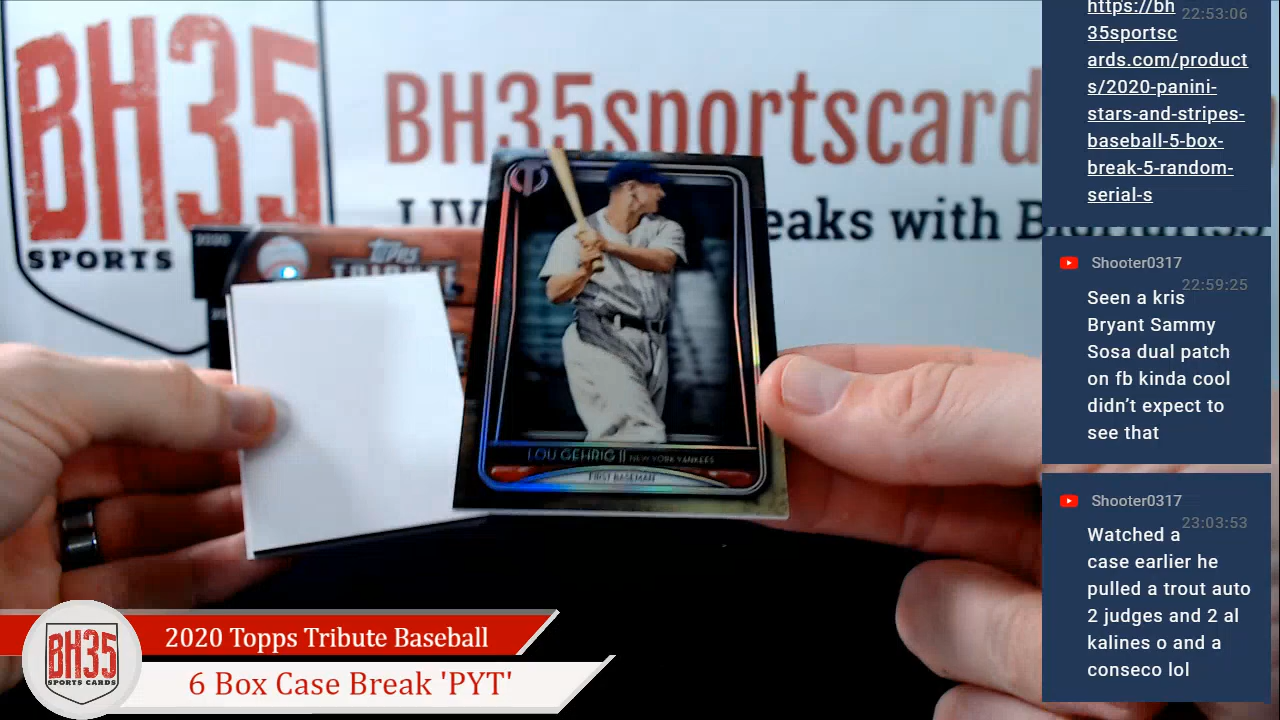 BH35
SPORTS
BH35sportscard
LIV
eaks with B
TOPPS
LOU GEHRIG || NEW YORK YANKEES
FIRST BASEMAN
https://bh
22:53:06
35sportsc
ards.com/product
s/2020-panini-
stars-and-stripes-
baseball-5-box-
break-5-random-
serial-s
Shooter0317
22:59:25
Seen a kris
Bryant Sammy
Sosa dual patch
on fb kinda cool
didn't expect to
see that
Shooter0317
23:03:53
Watched a
case earlier he
pulled a trout auto
2 judges and 2 al
kalines o and a
conseco lol
BH35
SPORTS CARDS
2020 Topps Tribute Baseball
6 Box Case Break 'PYT'